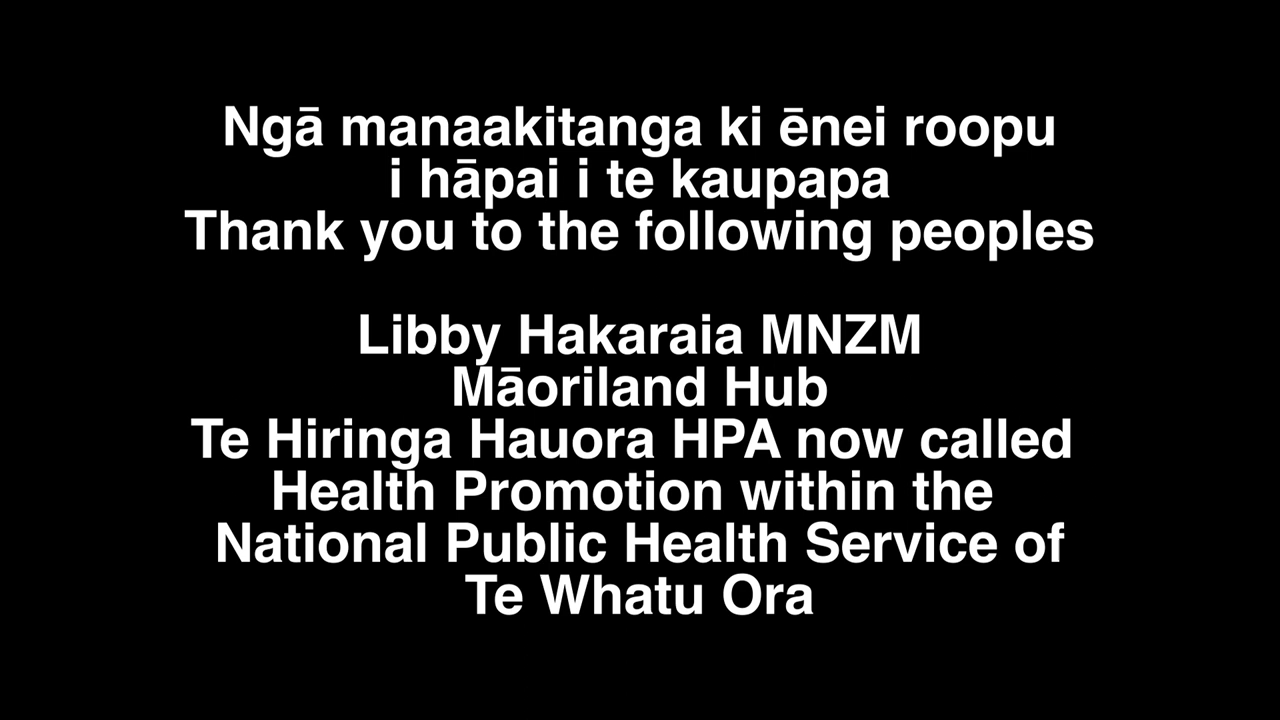 Ngā manaakitanga ki ēnei roopu
i hāpai i te kaupapa
Thank you to the following peoples
Libby Hakaraia MNZM
Māoriland Hub
Te Hiringa Hauora HPA now called
Health Promotion within the
National Public Health Service of
Te Whatu Ora